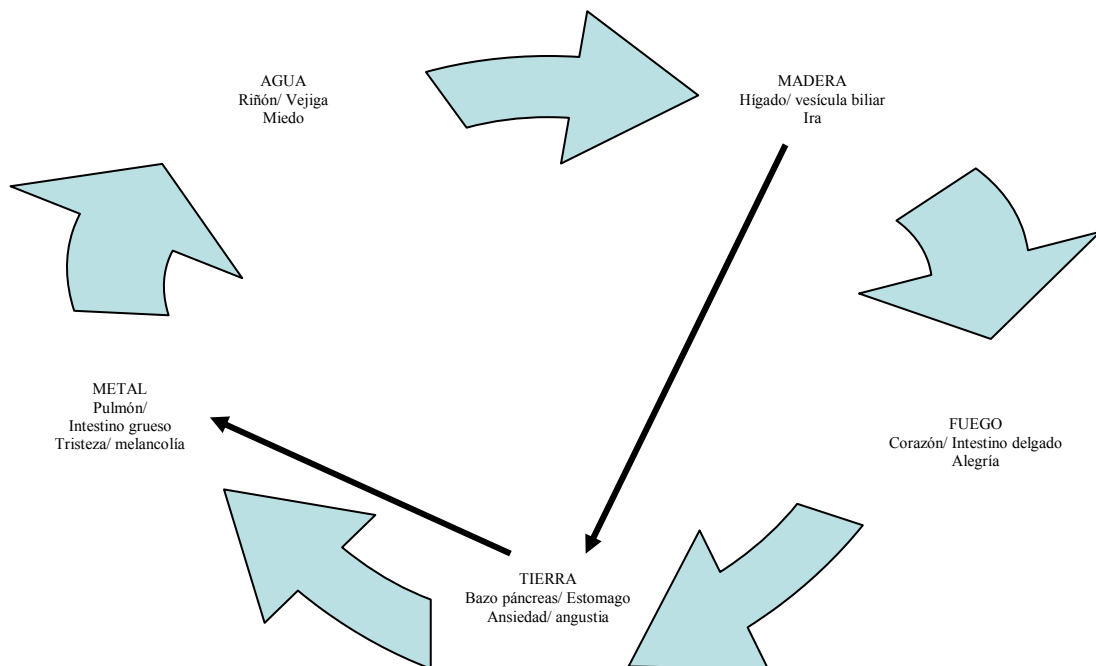 AGUA
Riñón/ Vejiga
Miedo
MADERA
Hígado/ vesícula biliar
Ira
METAL
Pulmón/
Intestino grueso
Tristeza/ melancolía
FUEGO
Corazón/ Intestino delgado
Alegría
TIERRA
Bazo páncreas/ Estomago
Ansiedad/ angustia